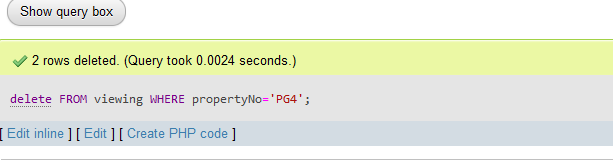 Show query box
2 rows deleted. (Query took 0.0024 seconds.)
delete FROM viewing WHERE propertyNo='PG4';
[ Edit inline ] [ Edit ] [ Create PHP code ]